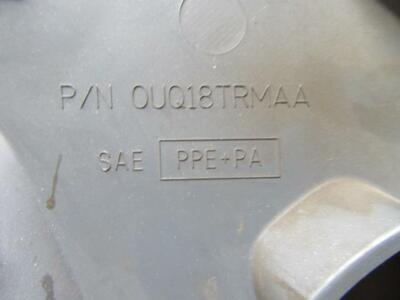 P/N 0UQ18TRMAA
SAE PPE+PA